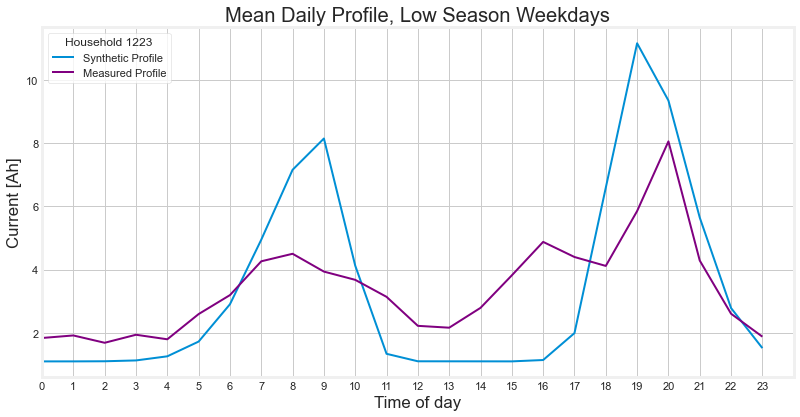 Mean Daily Profile, Low Season Weekdays
Household 1223
Synthetic Profile
Measured Profile
Current [Ah]
10
8
6
4
2
0 1 2 3 4 5 6 7 8 9 10 11 12 13 14 15 16 17 18 19 20 21 22 23
Time of day